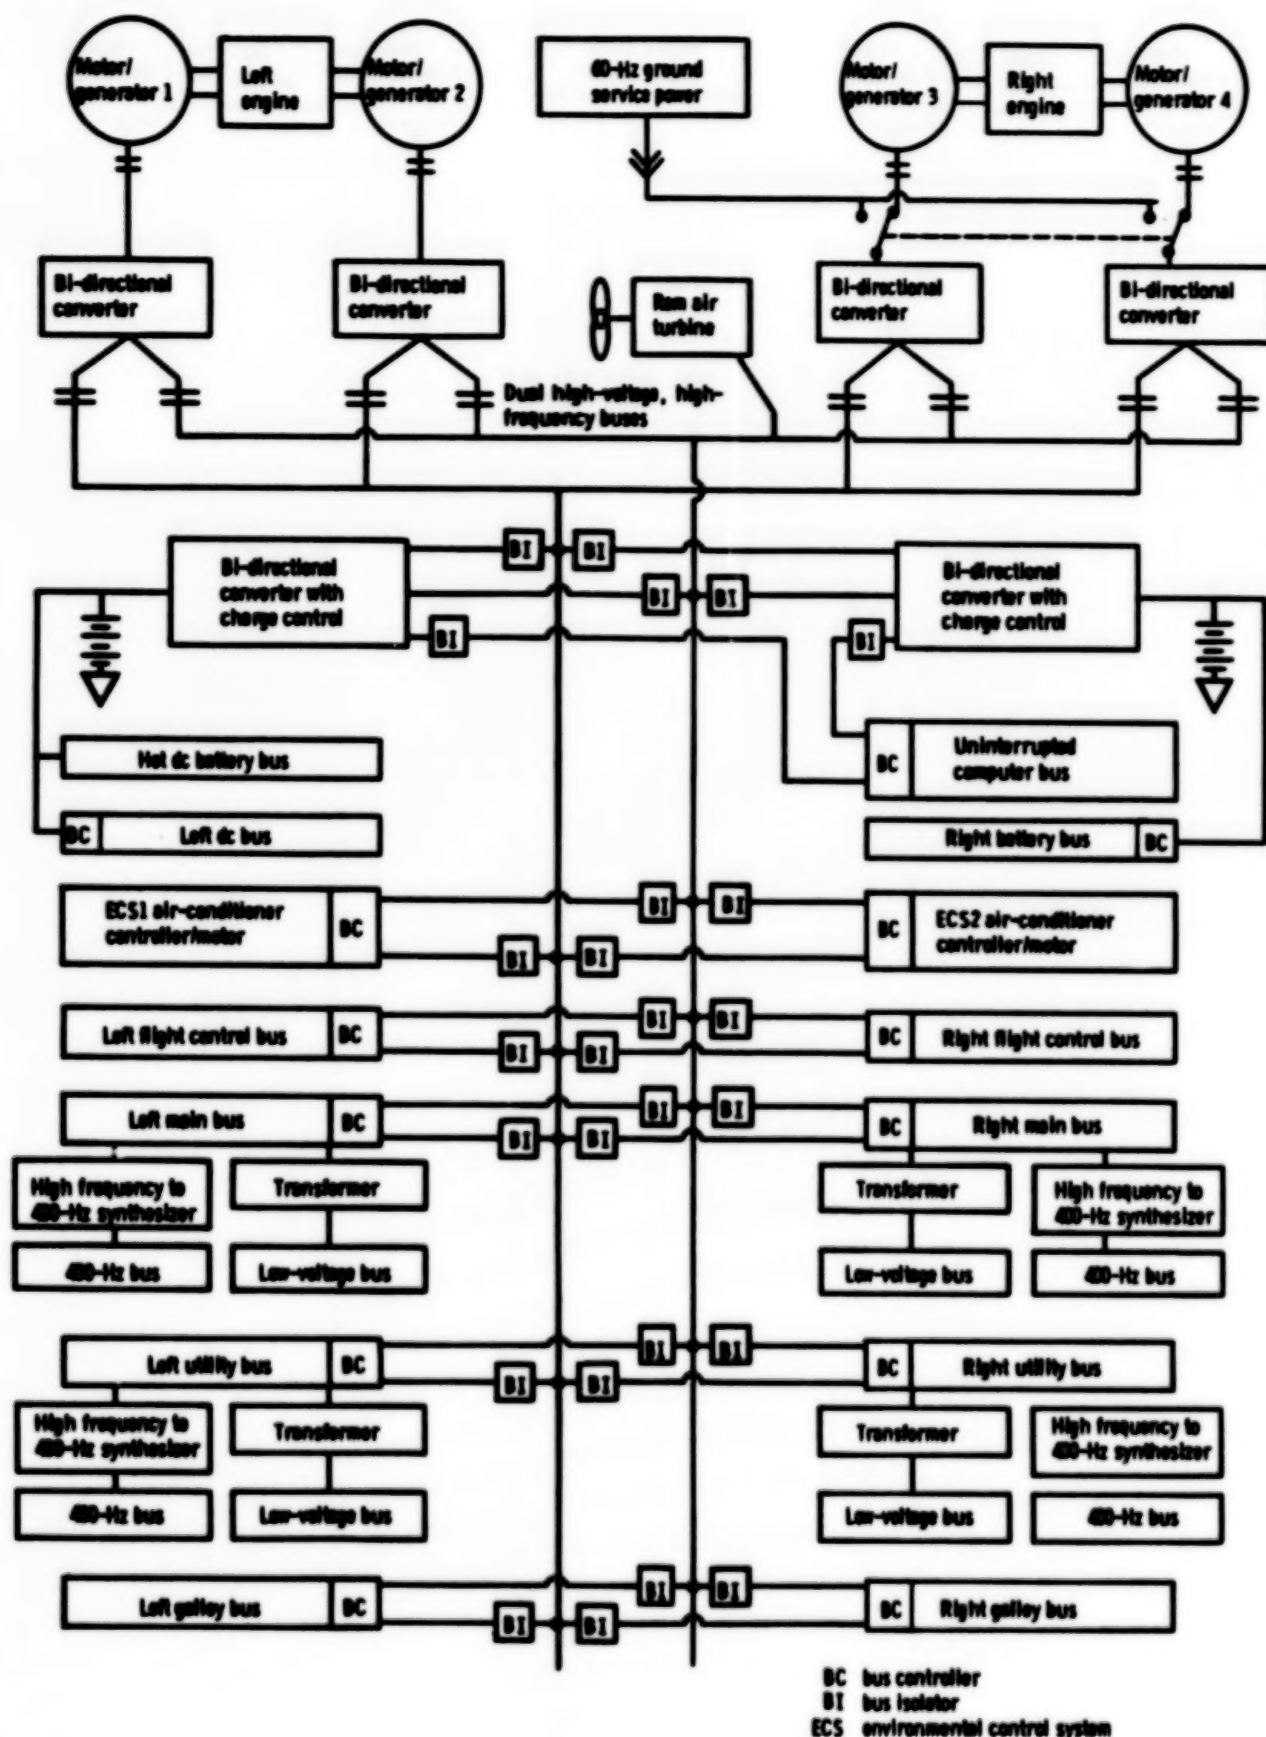 Motor/
generator 1
Left
engine
Motor/
generator 2
60-Hz ground
service power
Motor/
generator 3
Right
engine
Motor/
generator 4
Bi-directional
converter
Bi-directional
converter
Ram air
turbine
Bi-directional
converter
Bi-directional
converter
Dual high-voltage, high-
frequency buses
Bi-directional
converter with
charge control
BI
BI
BI
BI
BI
BI
Bi-directional
converter with
charge control
Hot dc battery bus
BC
Uninterrupted
computer bus
BC
Left dc bus
Right battery bus
BC
ECS1 air-conditioner
controller/motor
BC
BI
BI
BI
BI
BC
ECS2 air-conditioner
controller/motor
Left flight control bus
BC
BI
BI
BI
BI
BC
Right flight control bus
Left main bus
BC
BI
BI
BI
BI
BC
Right main bus
High frequency to
400-Hz synthesizer
Transformer
Transformer
High frequency to
400-Hz synthesizer
400-Hz bus
Low-voltage bus
Low-voltage bus
400-Hz bus
Left utility bus
BC
BI
BI
BI
BI
BC
Right utility bus
High frequency to
400-Hz synthesizer
Transformer
Transformer
High frequency to
400-Hz synthesizer
400-Hz bus
Low-voltage bus
Low-voltage bus
400-Hz bus
Left galley bus
BC
BI
BI
BI
BI
BC
Right galley bus
BC bus controller
BI bus isolator
ECS environmental control system